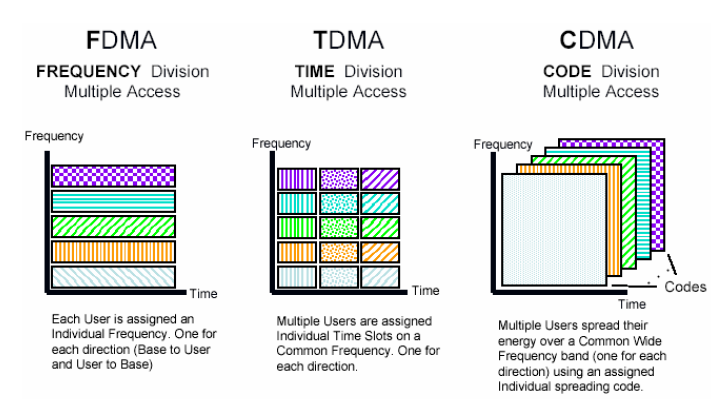 FDMA
FREQUENCY Division
Multiple Access
Frequency
Time
Each User is assigned an
Individual Frequency. One for
each direction (Base to User
and User to Base)
TDMA
TIME Division
Multiple Access
Frequency
Time
Multiple Users are assigned
Individual Time Slots on a
Common Frequency. One for
each direction.
CDMA
CODE Division
Multiple Access
Frequency
Codes
Time
Multiple Users spread their
energy over a Common Wide
Frequency band (one for each
direction) using an assigned
Individual spreading code.